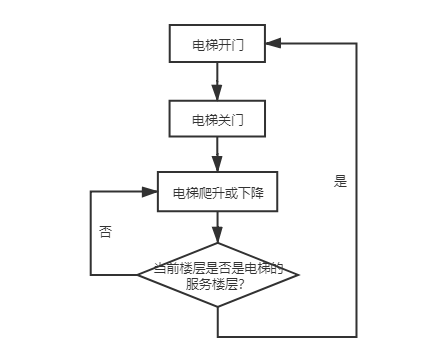 电梯开门
电梯关门
是
电梯爬升或下降
否
当前楼层是否是电梯的
服务楼层?